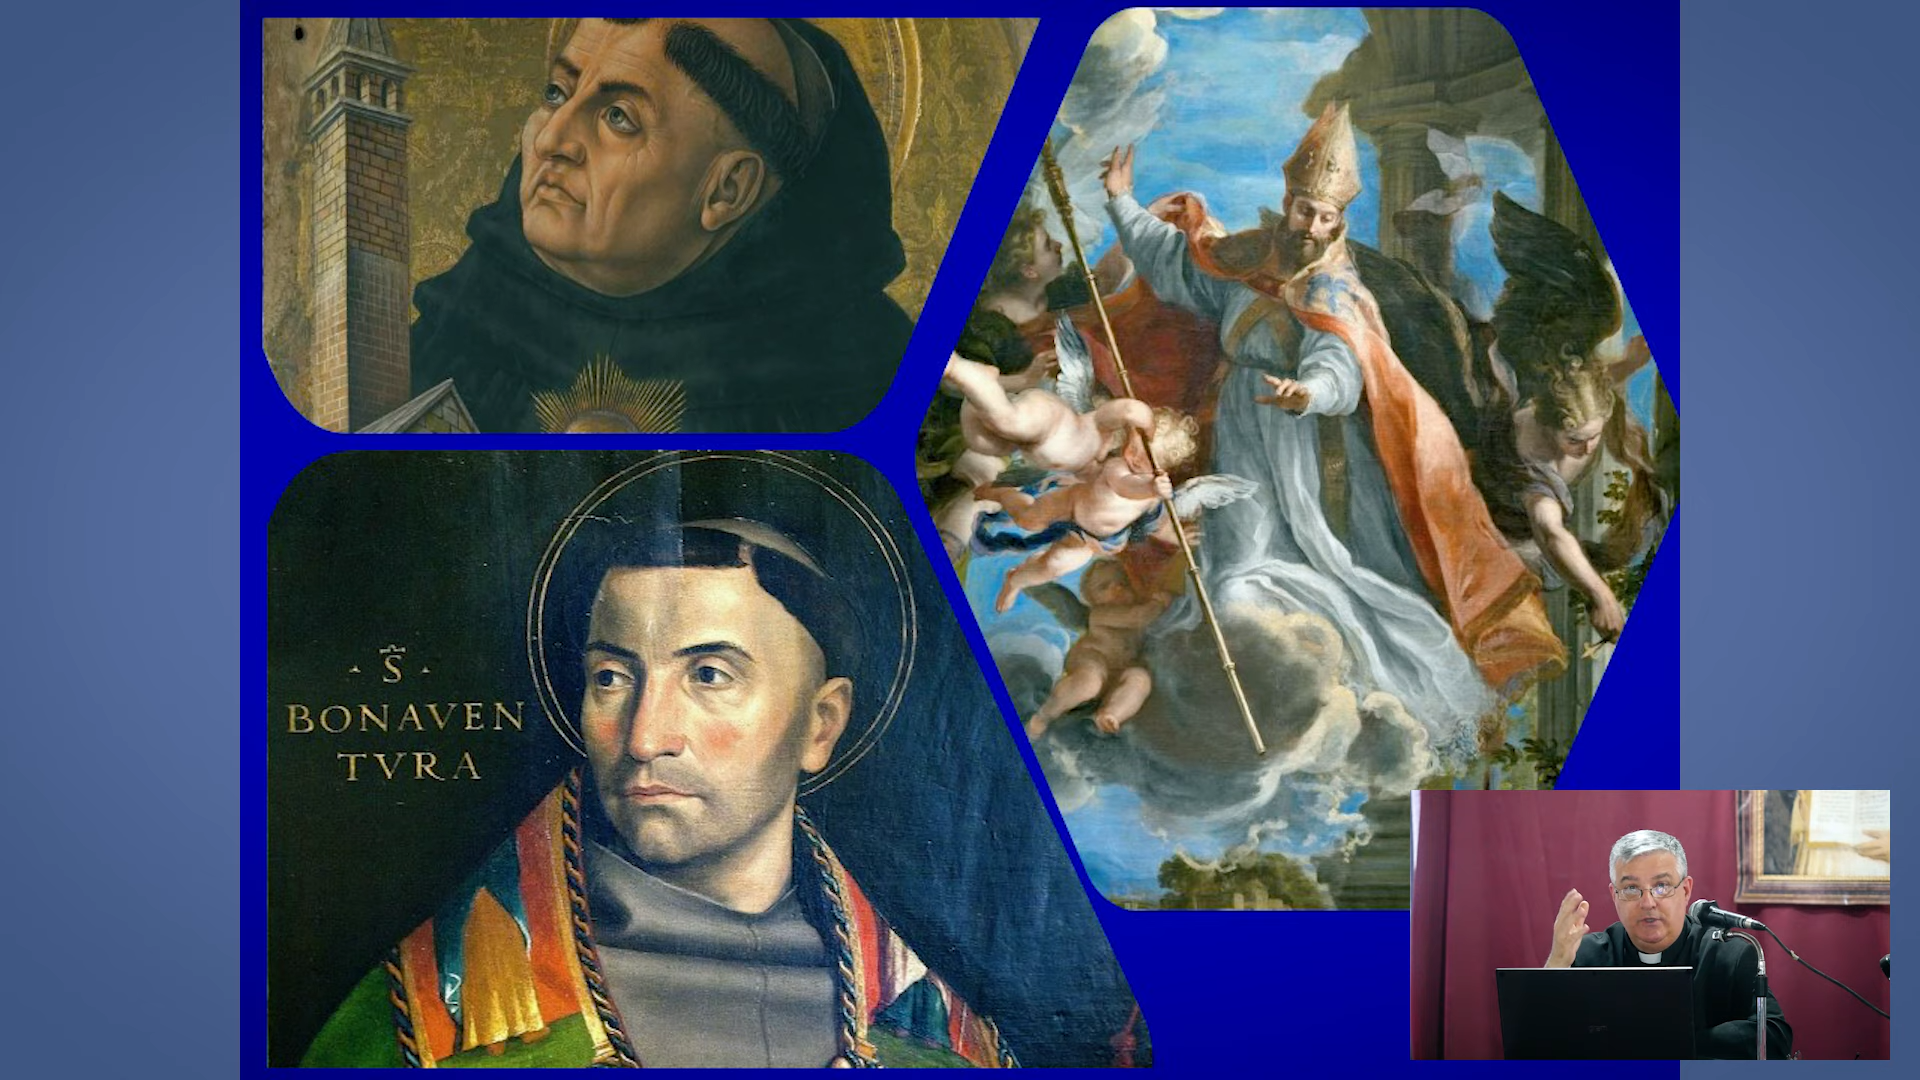 · S̃ ·
BONAVEN
TVRA